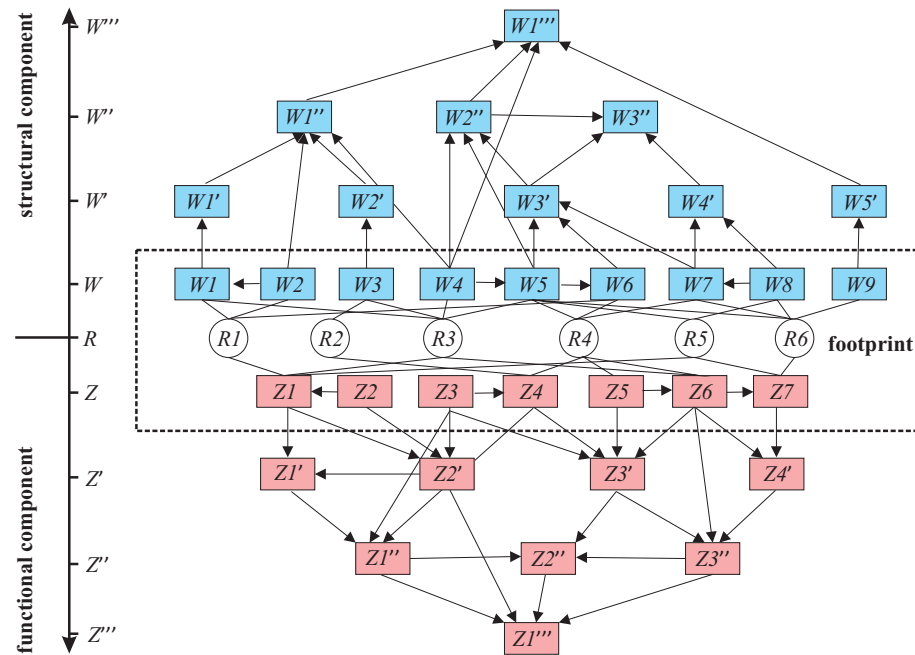 structural component
functional component
W''' W1'''
W'' W1'' W2'' W3''
W' W1' W2' W3' W4' W5'
W W1 W2 W3 W4 W5 W6 W7 W8 W9
R R1 R2 R3 R4 R5 R6 footprint
Z Z1 Z2 Z3 Z4 Z5 Z6 Z7
Z' Z1' Z2' Z3' Z4'
Z'' Z1'' Z2'' Z3''
Z''' Z1'''